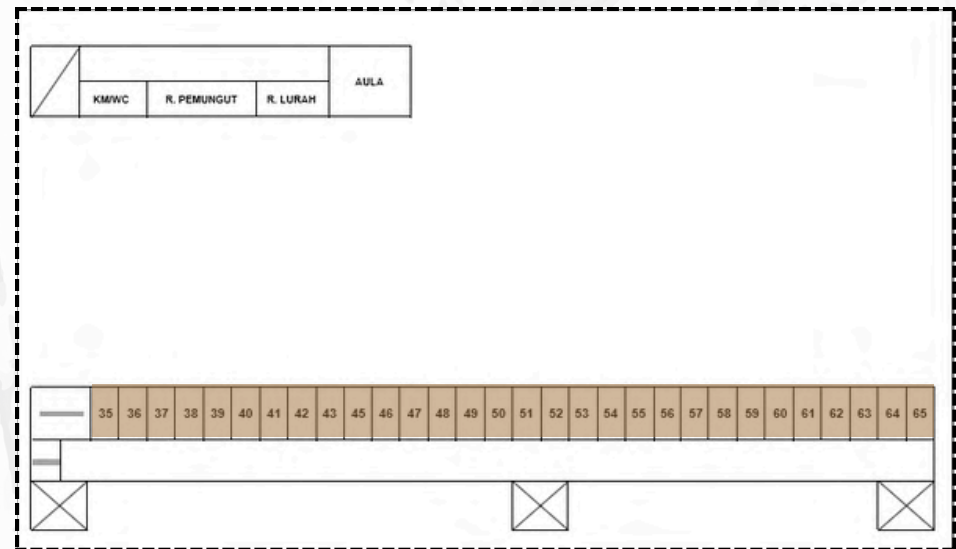 AULA
KM/WC R. PEMUNGUT R. LURAH
35 36 37 38 39 40 41 42 43 45 46 47 48 49 50 51 52 53 54 55 56 57 58 59 60 61 62 63 64 65